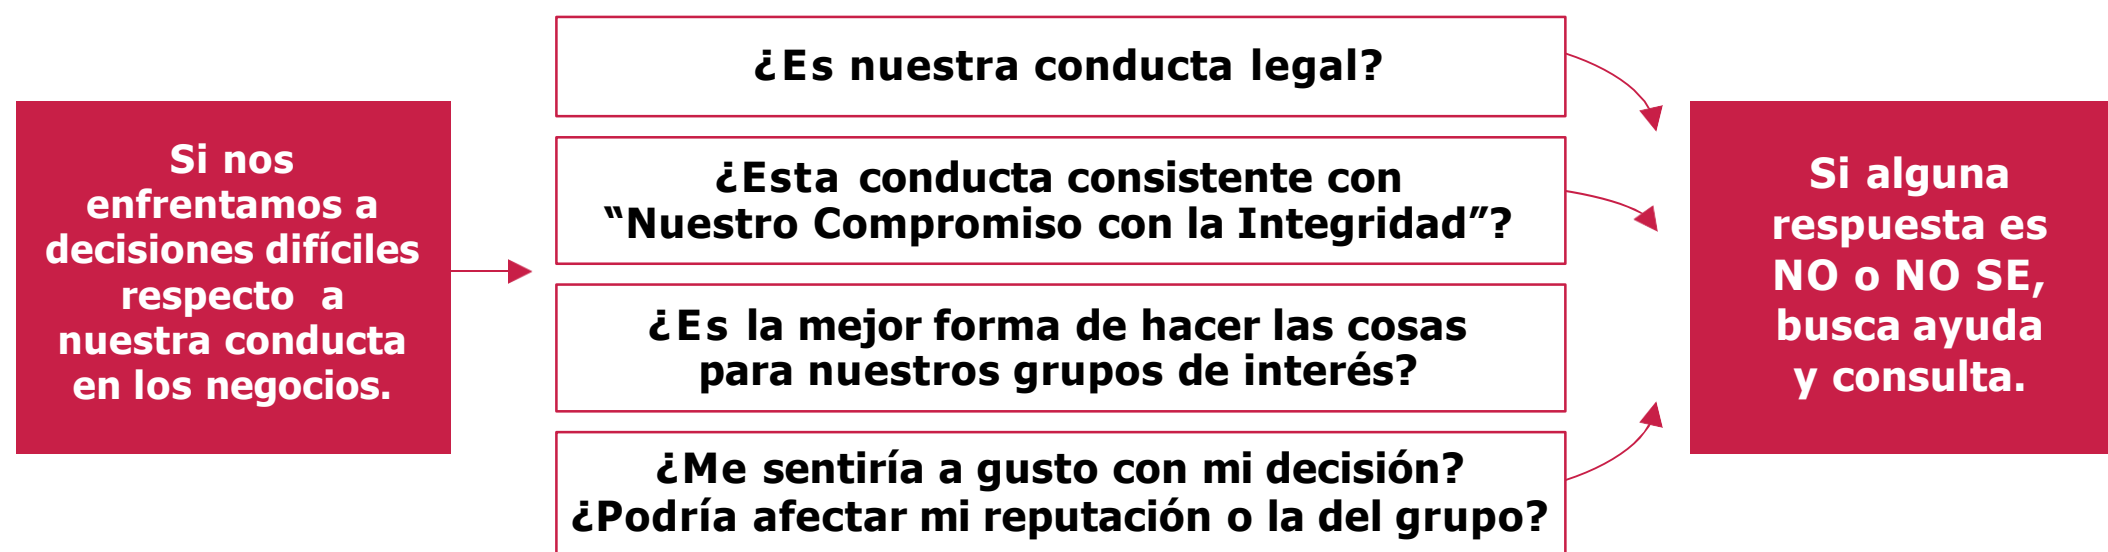 Si nos
enfrentamos a
decisiones difíciles
respecto a
nuestra conducta
en los negocios.
¿Es nuestra conducta legal?
¿Esta conducta consistente con
“Nuestro Compromiso con la Integridad”?
¿Es la mejor forma de hacer las cosas
para nuestros grupos de interés?
¿Me sentiría a gusto con mi decisión?
¿Podría afectar mi reputación o la del grupo?
Si alguna
respuesta es
NO o NO SE,
busca ayuda
y consulta.